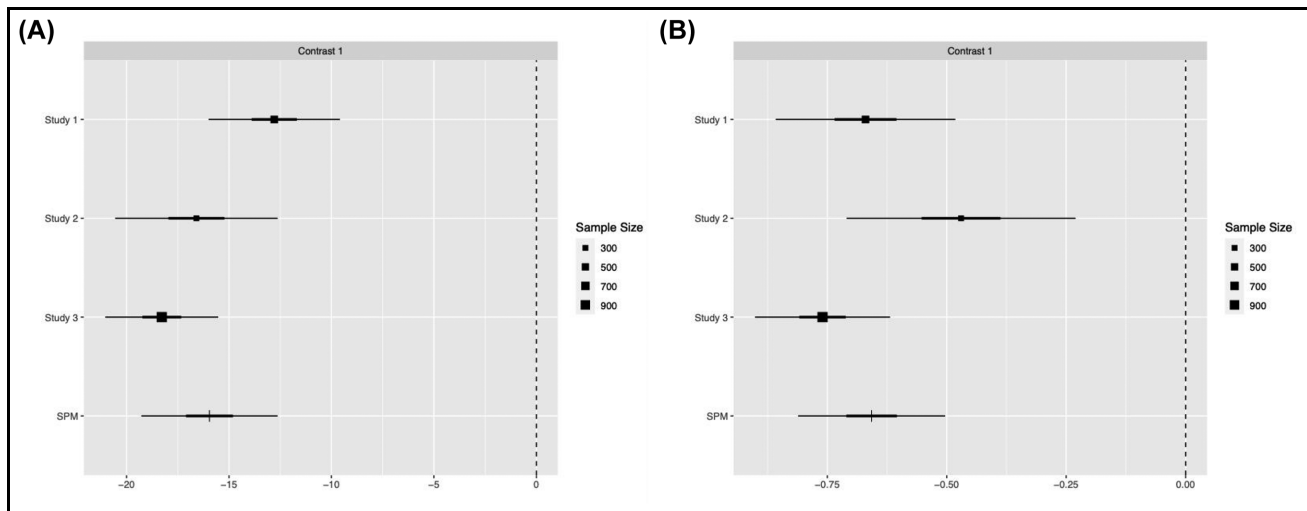 (A)
Contrast 1
Study 1
Study 2
Study 3
SPM
−20 −15 −10 −5 0
Sample Size
300
500
700
900
(B)
Contrast 1
Study 1
Study 2
Study 3
SPM
−0.75 −0.50 −0.25 0.00
Sample Size
300
500
700
900